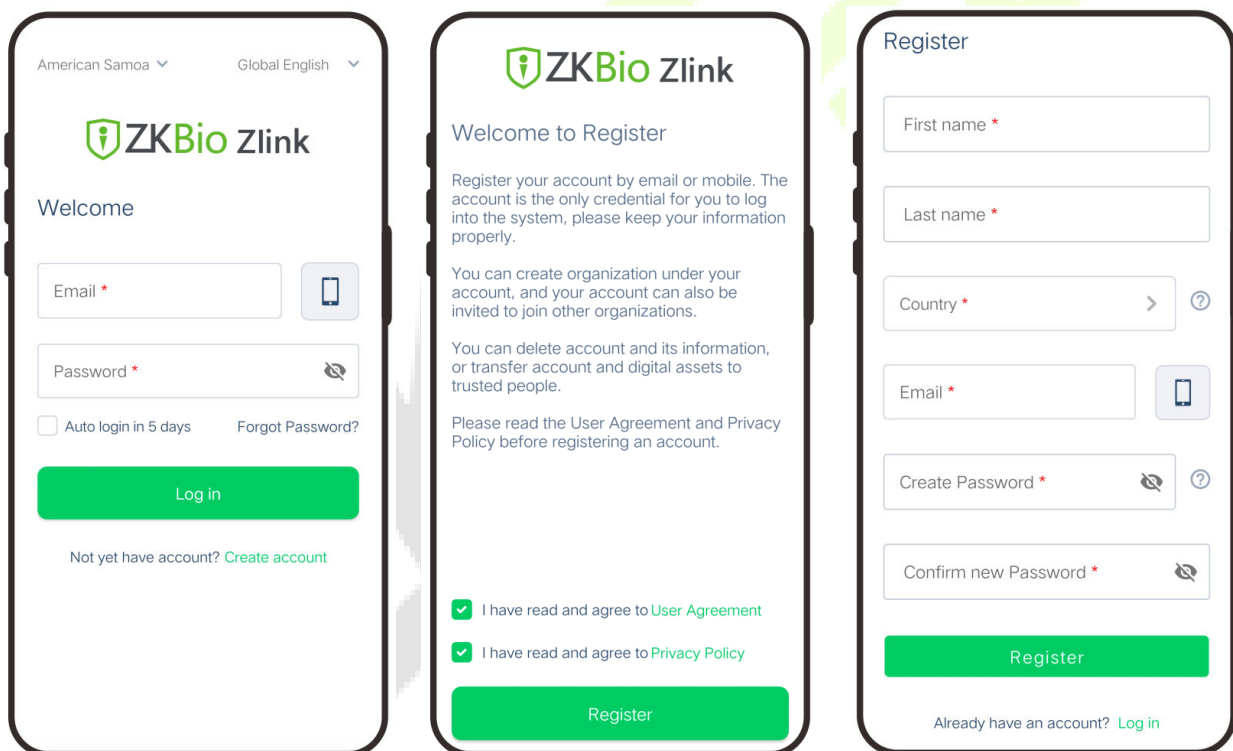 American Samoa
Global English
ZKBio Zlink
Welcome
Email *
Password *
Auto login in 5 days
Forgot Password?
Log in
Not yet have account? Create account
ZKBio Zlink
Welcome to Register
Register your account by email or mobile. The
account is the only credential for you to log
into the system, please keep your information
properly.
You can create organization under your
account, and your account can also be
invited to join other organizations.
You can delete account and its information,
or transfer account and digital assets to
trusted people.
Please read the User Agreement and Privacy
Policy before registering an account.
I have read and agree to User Agreement
I have read and agree to Privacy Policy
Register
Register
First name *
Last name *
Country *
Email *
Create Password *
Confirm new Password *
Register
Already have an account? Log in